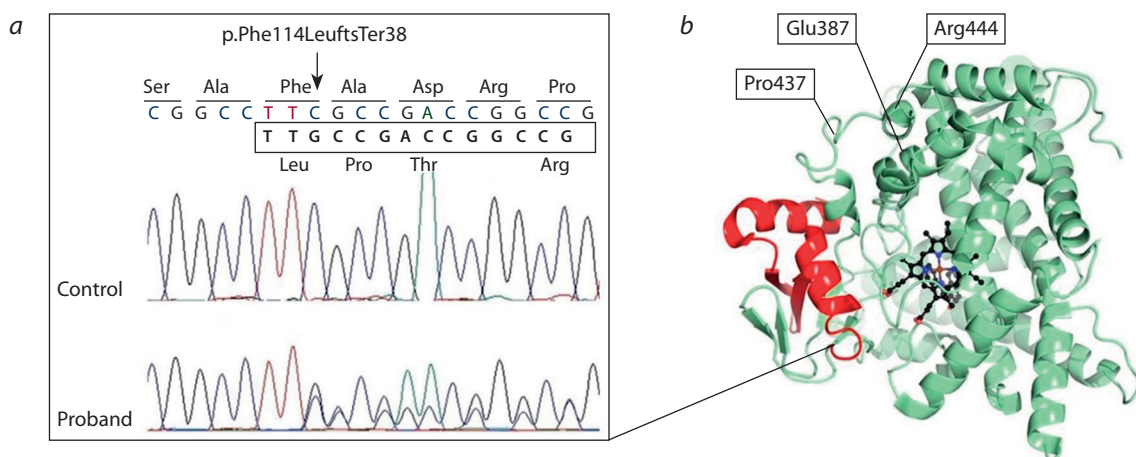 a
p.Phe114LeuftsTer38
Ser Ala Phe Ala Asp Arg Pro
C G G C C T T C G C C G A C C G G C C G
T T G C C G A C C G G C C G
Leu Pro Thr Arg
Control
Proband
b
Glu387 Arg444
Pro437